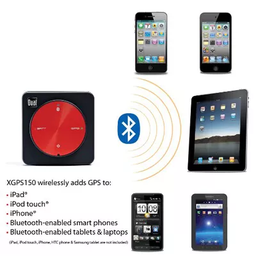 Dual
XGPS150 wirelessly adds GPS to:
• iPad®
• iPod touch®
• iPhone®
• Bluetooth-enabled smart phones
• Bluetooth-enabled tablets & laptops
(iPad, iPod touch, iPhone, HTC phone & Samsung tablet are not included)